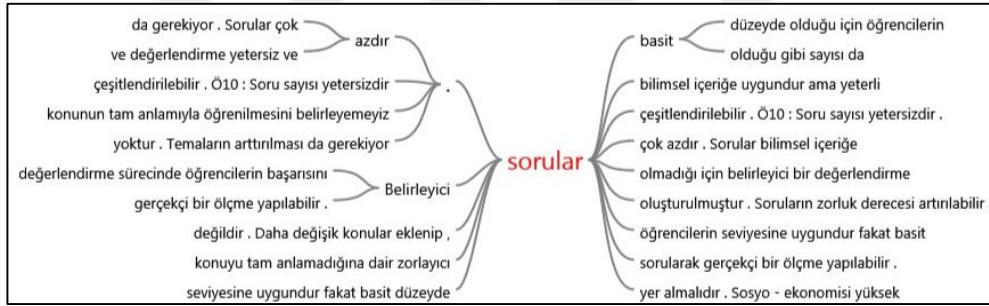 da gerekiyor . Sorular çok
ve değerlendirme yetersiz ve
azdır
çeşitlendirilebilir . Ö10 : Soru sayısı yetersizdir
konunun tam anlamıyla öğrenilmesini belirleyemeyiz
yoktur . Temaların arttırılması da gerekiyor
.
değerlendirme sürecinde öğrencilerin başarısını
gerçekçi bir ölçme yapılabilir .
Belirleyici
değildir . Daha değişik konular eklenip ,
konuyu tam anlamadığına dair zorlayıcı
seviyesine uygundur fakat basit düzeyde
sorular
basit
düzeyde olduğu için öğrencilerin
olduğu gibi sayısı da
bilimsel içeriğe uygundur ama yeterli
çeşitlendirilebilir . Ö10 : Soru sayısı yetersizdir .
çok azdır . Sorular bilimsel içeriğe
olmadığı için belirleyici bir değerlendirme
oluşturulmuştur . Soruların zorluk derecesi artırılabilir .
öğrencilerin seviyesine uygundur fakat basit
sorularak gerçekçi bir ölçme yapılabilir .
yer almalıdır . Sosyo - ekonomisi yüksek